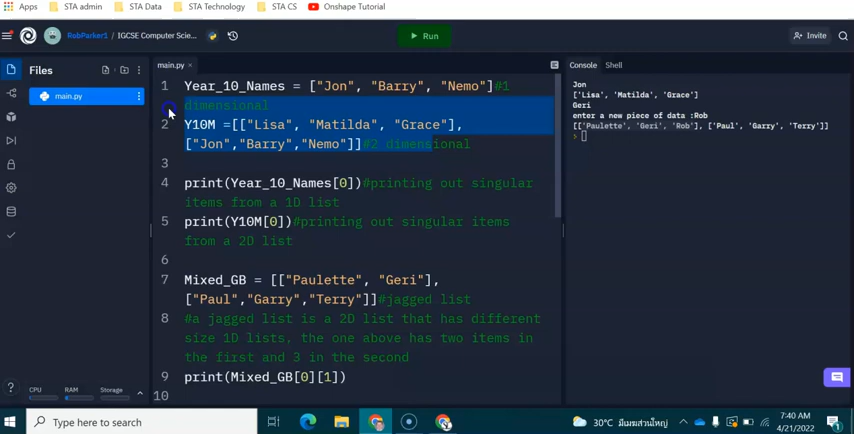 Apps STA admin STA Data STA Technology STA CS Onshape Tutorial
RobParker1 / IGCSE Computer Scie... Run Invite
Files
main.py
main.py ×
1 Year_10_Names = ["Jon", "Barry", "Nemo"]#1
dimensional
2 Y10M =[["Lisa", "Matilda", "Grace"],
["Jon","Barry","Nemo"]]#2 dimensional
3
4 print(Year_10_Names[0])#printing out singular
items from a 1D list
5 print(Y10M[0])#printing out singular items
from a 2D list
6
7 Mixed_GB = [["Paulette", "Geri"],
["Paul","Garry","Terry"]]#jagged list
8 #a jagged list is a 2D list that has different
size 1D lists, the one above has two items in
the first and 3 in the second
9 print(Mixed_GB[0][1])
10
Console Shell
Jon
['Lisa', 'Matilda', 'Grace']
Geri
enter a new piece of data :Rob
[['Paulette', 'Geri', 'Rob'], ['Paul', 'Garry', 'Terry']]
CPU RAM Storage
Type here to search
30°C มีเมฆส่วนใหญ่
7:40 AM
4/21/2022
1